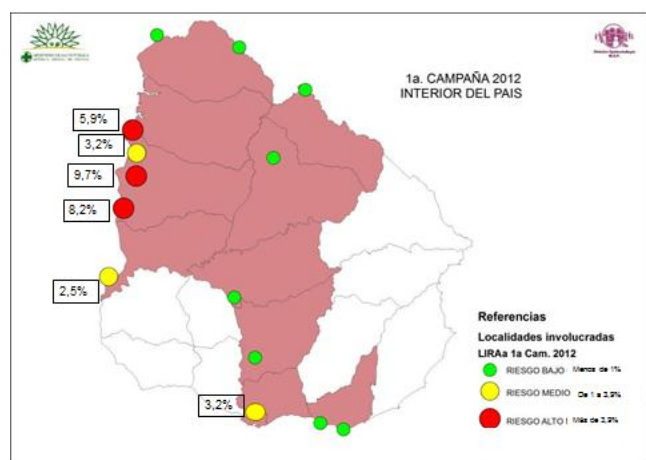 1a. CAMPAÑA 2012
INTERIOR DEL PAIS
5,9%
3,2%
9,7%
8,2%
2,5%
3,2%
Referencias
Localidades involucradas
LIRAa 1a Cam. 2012
RIESGO BAJO Menos de 1%
RIESGO MEDIO De 1 a 3,9%
RIESGO ALTO ! Más de 3,9%